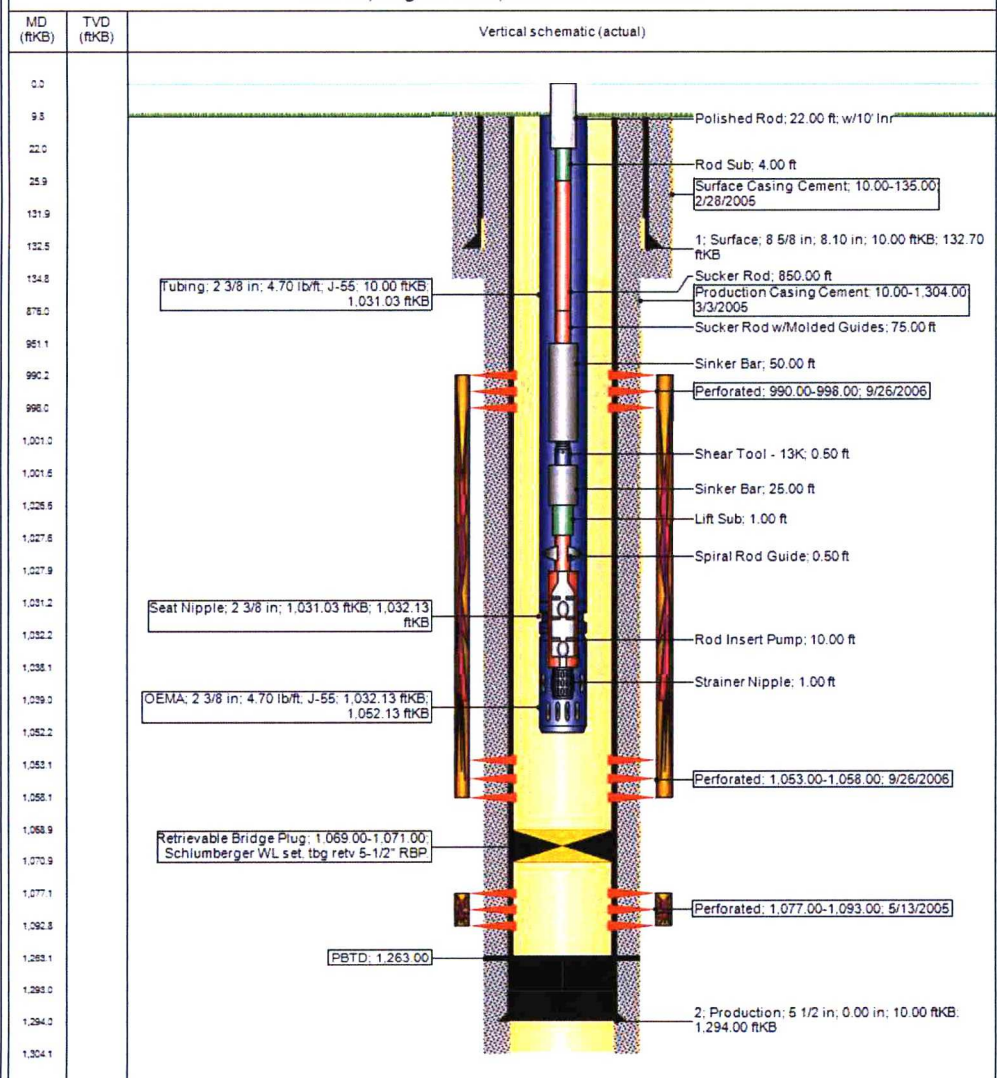 MD
(ftKB)
TVD
(ftKB)
Vertical schematic (actual)
0.0
9.8
22.0
25.9
131.9
132.5
134.8
876.0
951.1
990.2
998.0
1,001.0
1,001.6
1,026.6
1,027.6
1,027.9
1,031.2
1,032.2
1,038.1
1,039.0
1,052.2
1,053.1
1,058.1
1,068.9
1,070.9
1,077.1
1,092.8
1,263.1
1,293.0
1,294.0
1,304.1
Tubing; 2 3/8 in; 4.70 lb/ft; J-55; 10.00 ftKB;
1,031.03 ftKB
Seat Nipple; 2 3/8 in; 1,031.03 ftKB; 1,032.13
ftKB
OEMA; 2 3/8 in; 4.70 lb/ft; J-55; 1,032.13 ftKB;
1,052.13 ftKB
Retrievable Bridge Plug; 1,069.00-1,071.00;
Schlumberger WL set, tbg retv 5-1/2" RBP
PBTD; 1,263.00
Polished Rod; 22.00 ft; w/10' lnr
Rod Sub; 4.00 ft
Surface Casing Cement; 10.00-135.00;
2/28/2005
1; Surface; 8 5/8 in; 8.10 in; 10.00 ftKB; 132.70
ftKB
Sucker Rod; 850.00 ft
Production Casing Cement; 10.00-1,304.00;
3/3/2005
Sucker Rod w/Molded Guides; 75.00 ft
Sinker Bar; 50.00 ft
Perforated; 990.00-998.00; 9/26/2006
Shear Tool - 13K; 0.50 ft
Sinker Bar; 25.00 ft
Lift Sub; 1.00 ft
Spiral Rod Guide; 0.50 ft
Rod Insert Pump; 10.00 ft
Strainer Nipple; 1.00 ft
Perforated; 1,053.00-1,058.00; 9/26/2006
Perforated; 1,077.00-1,093.00; 5/13/2005
2; Production; 5 1/2 in; 0.00 in; 10.00 ftKB;
1,294.00 ftKB